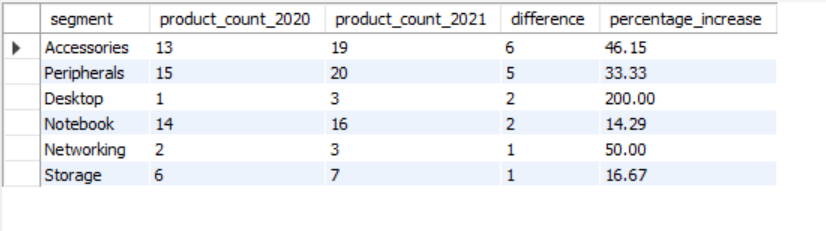 segment product_count_2020 product_count_2021 difference percentage_increase
Accessories 13 19 6 46.15
Peripherals 15 20 5 33.33
Desktop 1 3 2 200.00
Notebook 14 16 2 14.29
Networking 2 3 1 50.00
Storage 6 7 1 16.67